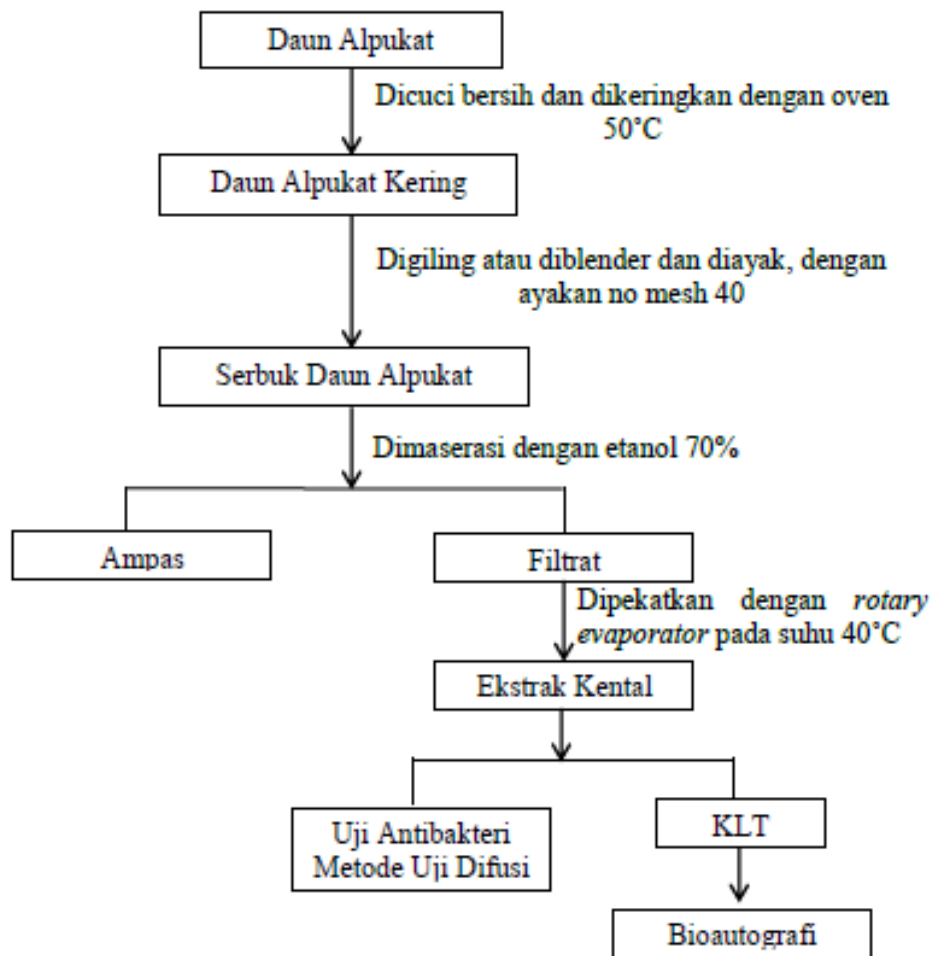 Daun Alpukat
Dicuci bersih dan dikeringkan dengan oven
50˚C
Daun Alpukat Kering
Digiling atau diblender dan diayak, dengan
ayakan no mesh 40
Serbuk Daun Alpukat
Dimaserasi dengan etanol 70%
Ampas
Filtrat
Dipekatkan dengan rotary
evaporator pada suhu 40˚C
Ekstrak Kental
Uji Antibakteri
Metode Uji Difusi
KLT
Bioautografi